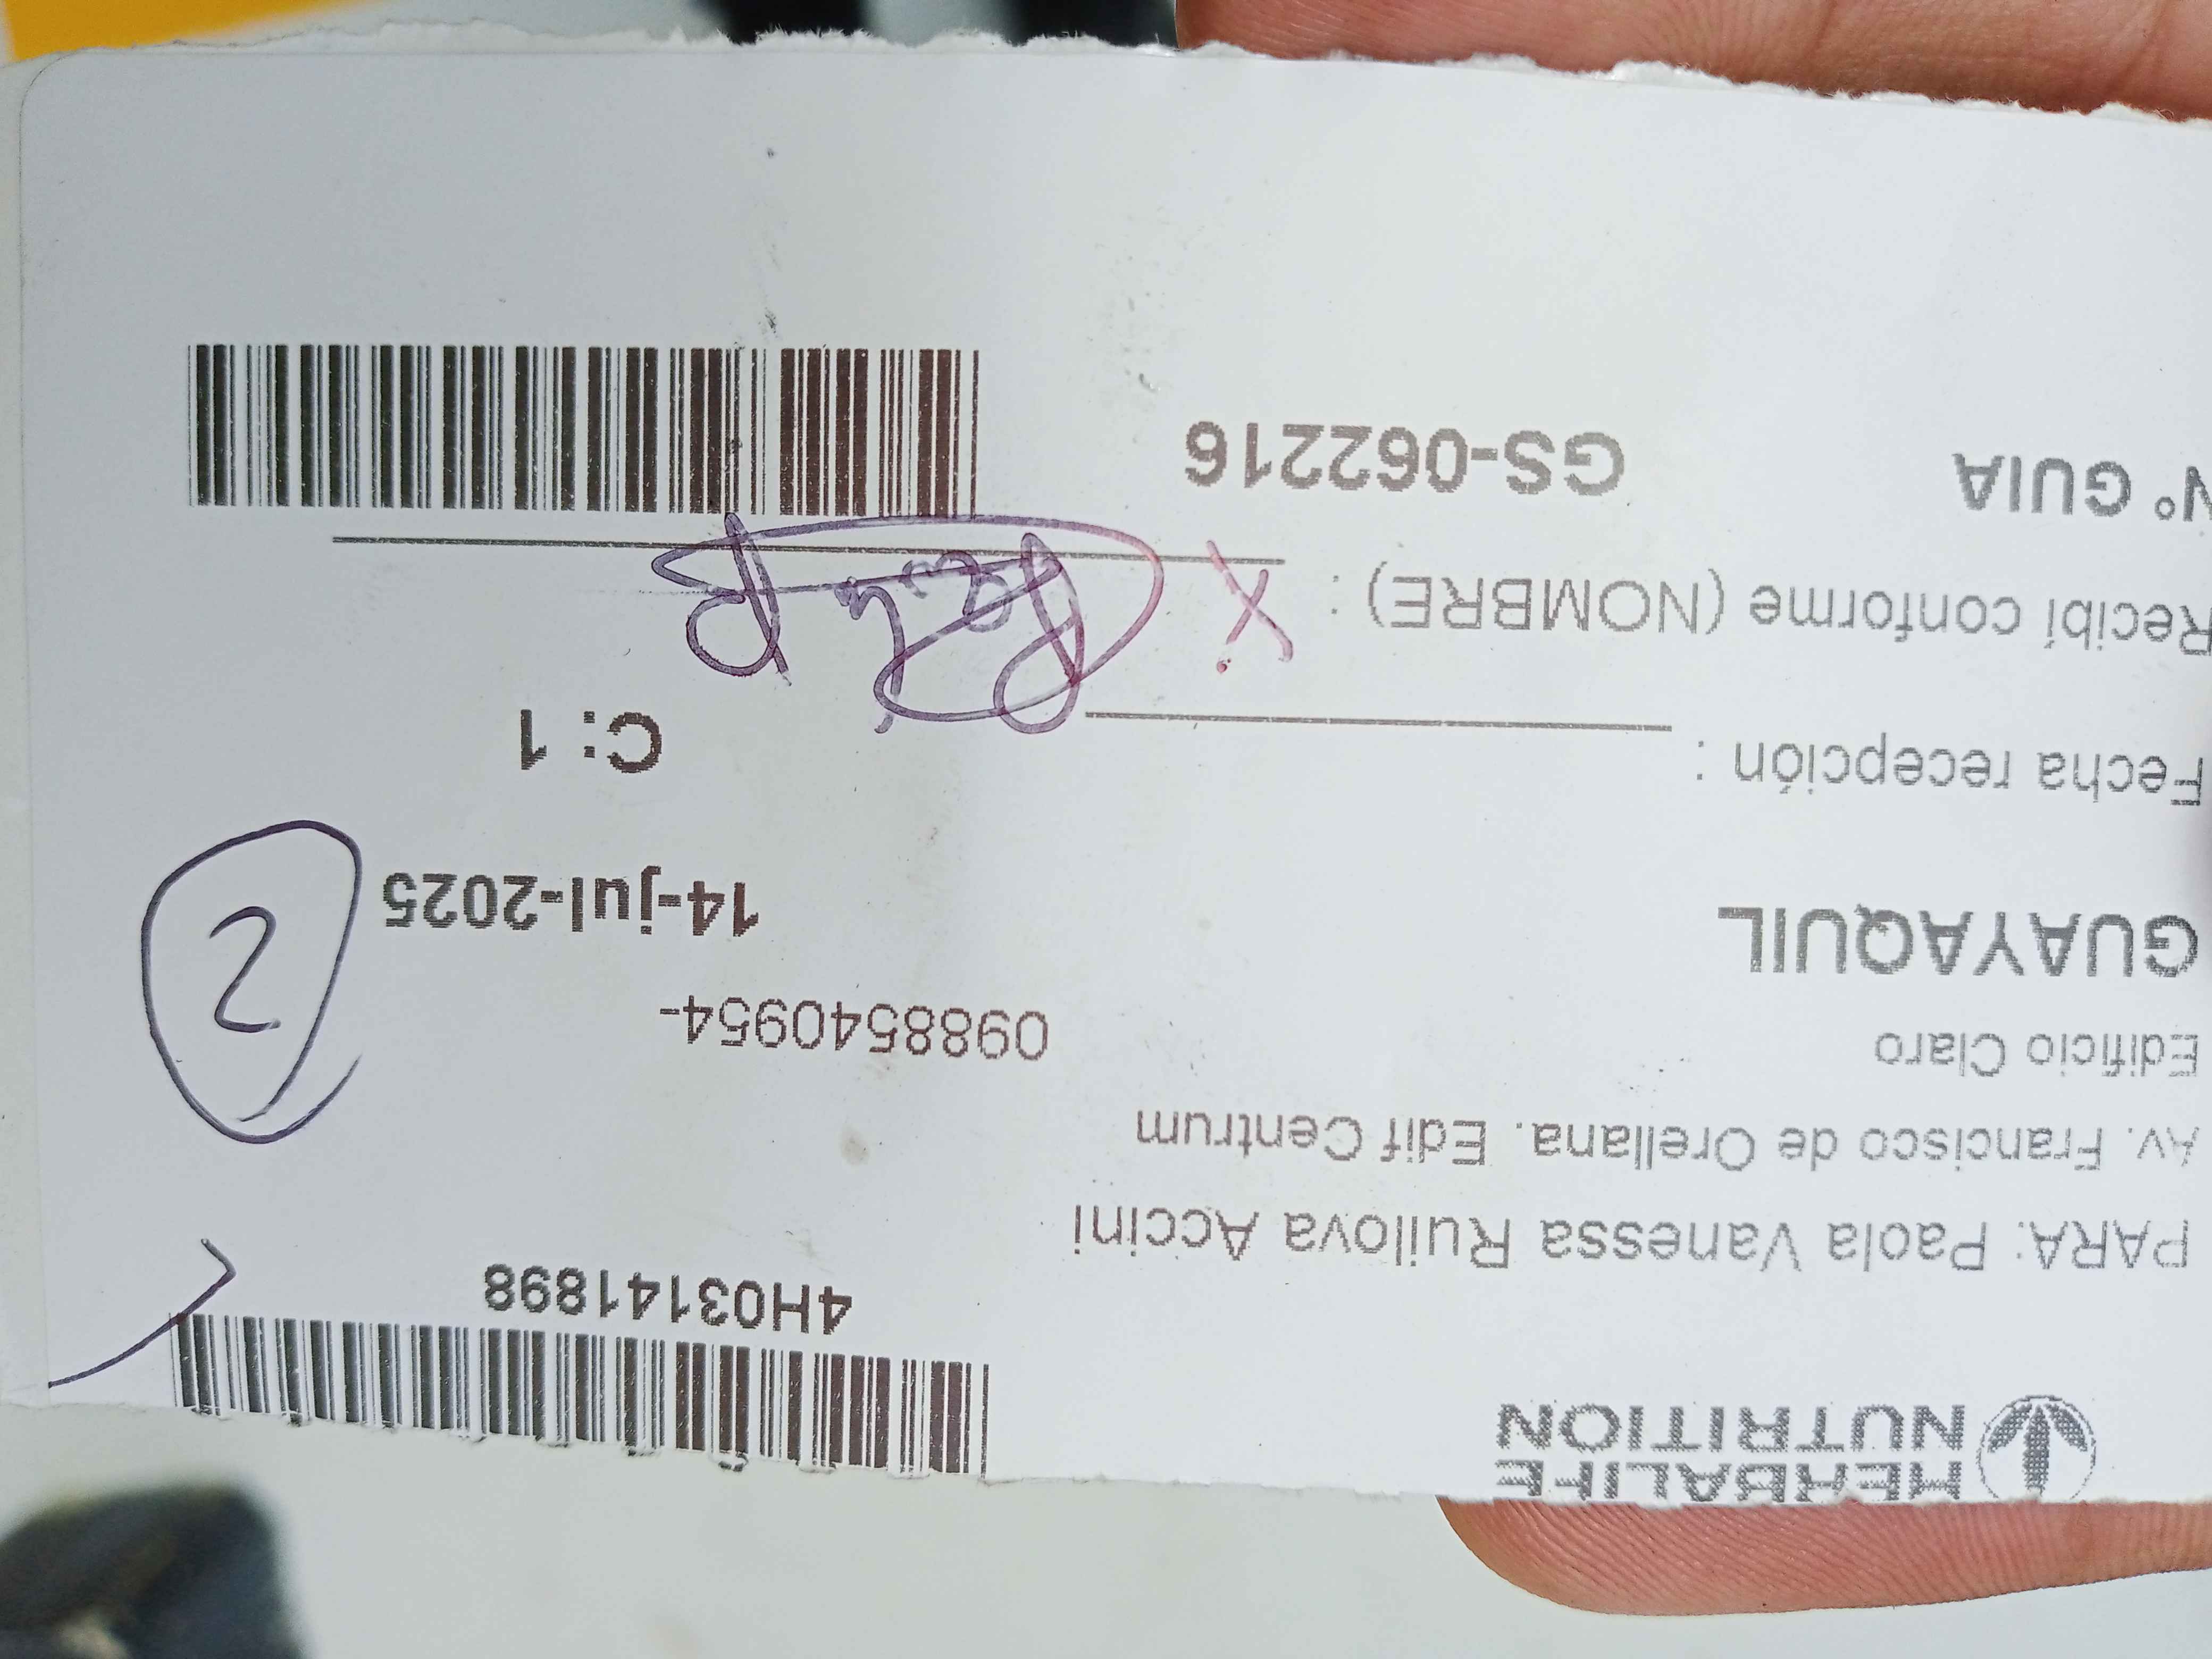 HERBALIFE
NUTRITION
4H03141898
PARA: Paola Vanessa Ruilova Accini
Av. Francisco de Orellana. Edif Centrum
Edificio Claro
0988540954-
GUAYAQUIL
14-jul-2025
2
Fecha recepción :
C: 1
Recibí conforme (NOMBRE) :
X
N° GUIA
GS-062216